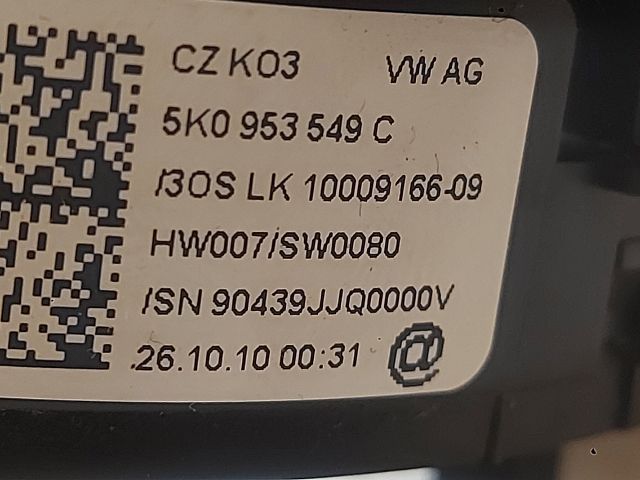 CZ K03 VW AG
5K0 953 549 C
/3OS LK 10009166-09
HW007/SW0080
/SN 90439JJQ0000V
.26.10.10 00:31 @